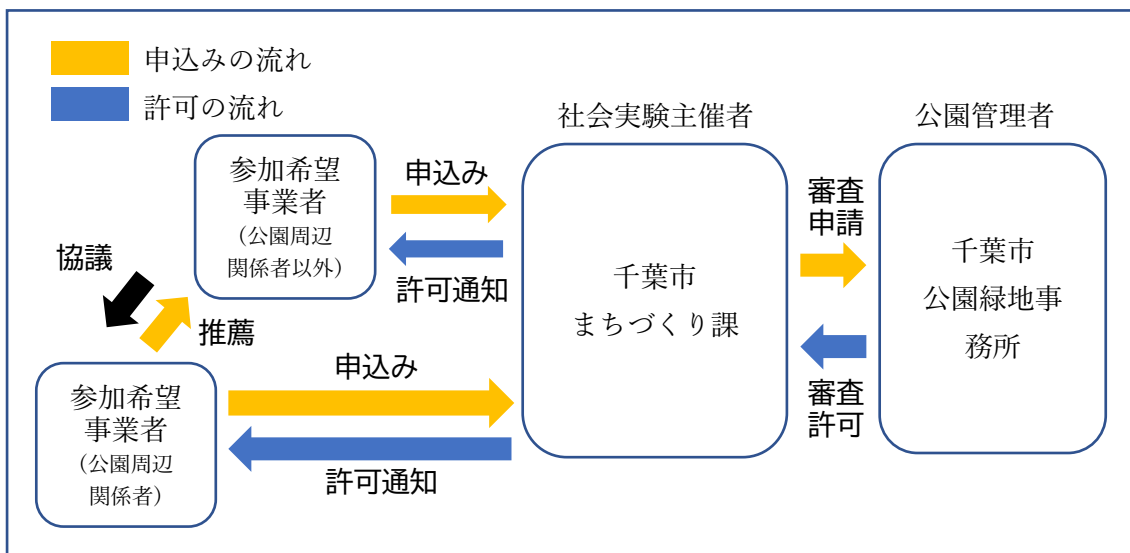 申込みの流れ
許可の流れ
社会実験主催者
公園管理者
参加希望
事業者
（公園周辺
関係者以外）
申込み
許可通知
協議
推薦
千葉市
まちづくり課
審査
申請
審査
許可
千葉市
公園緑地事
務所
参加希望
事業者
（公園周辺
関係者）
申込み
許可通知